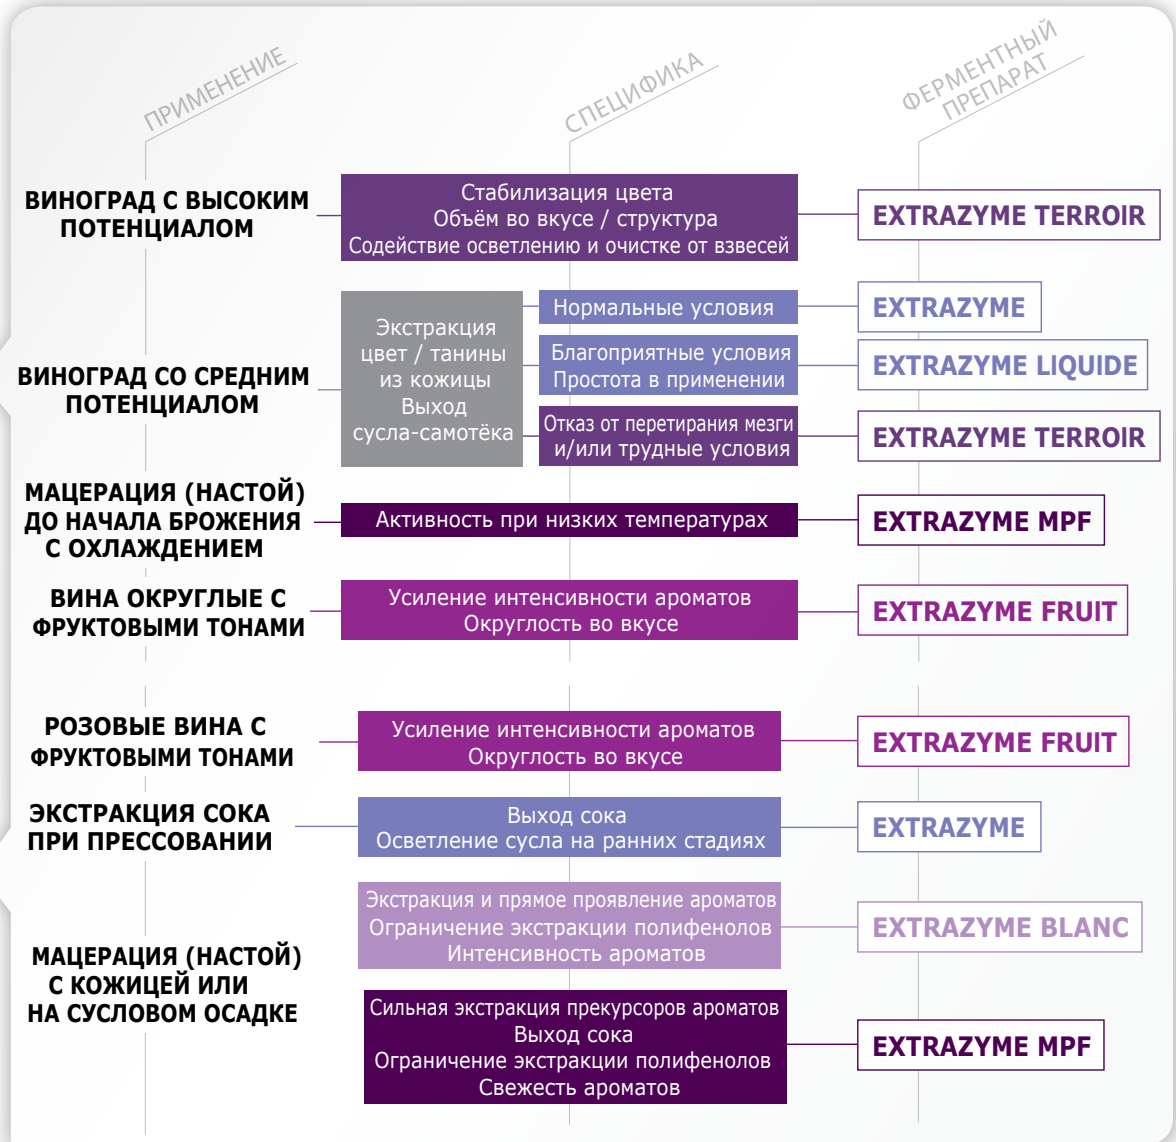 ПРИМЕНЕНИЕ
СПЕЦИФИКА
ФЕРМЕНТНЫЙ
ПРЕПАРАТ
ВИНОГРАД С ВЫСОКИМ
ПОТЕНЦИАЛОМ
Стабилизация цвета
Объём во вкусе / структура
Содействие осветлению и очистке от взвесей
EXTRAZYME TERROIR
ВИНОГРАД СО СРЕДНИМ
ПОТЕНЦИАЛОМ
Экстракция
цвет / танины
из кожицы
Выход
сусла-самотёка
Нормальные условия
EXTRAZYME
Благоприятные условия
Простота в применении
EXTRAZYME LIQUIDE
Отказ от перетирания мезги
и/или трудные условия
EXTRAZYME TERROIR
МАЦЕРАЦИЯ (НАСТОЙ)
ДО НАЧАЛА БРОЖЕНИЯ
С ОХЛАЖДЕНИЕМ
Активность при низких температурах
EXTRAZYME MPF
ВИНА ОКРУГЛЫЕ С
ФРУКТОВЫМИ ТОНАМИ
Усиление интенсивности ароматов
Округлость во вкусе
EXTRAZYME FRUIT
РОЗОВЫЕ ВИНА С
ФРУКТОВЫМИ ТОНАМИ
Усиление интенсивности ароматов
Округлость во вкусе
EXTRAZYME FRUIT
ЭКСТРАКЦИЯ СОКА
ПРИ ПРЕССОВАНИИ
Выход сока
Осветление сусла на ранних стадиях
EXTRAZYME
МАЦЕРАЦИЯ (НАСТОЙ)
С КОЖИЦЕЙ ИЛИ
НА СУСЛОВОМ ОСАДКЕ
Экстракция и прямое проявление ароматов
Ограничение экстракции полифенолов
Интенсивность ароматов
EXTRAZYME BLANC
Сильная экстракция прекурсоров ароматов
Выход сока
Ограничение экстракции полифенолов
Свежесть ароматов
EXTRAZYME MPF